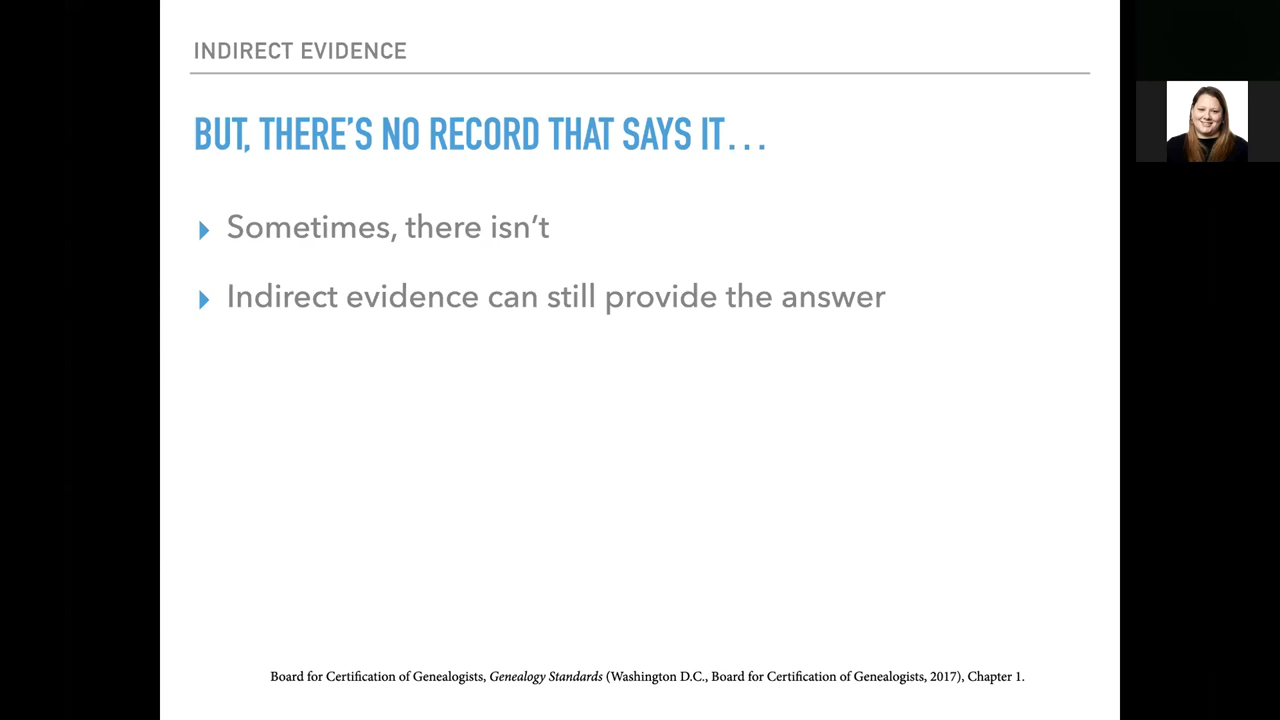 INDIRECT EVIDENCE
BUT, THERE’S NO RECORD THAT SAYS IT...
Sometimes, there isn’t
Indirect evidence can still provide the answer
Board for Certification of Genealogists, Genealogy Standards (Washington D.C., Board for Certification of Genealogists, 2017), Chapter 1.